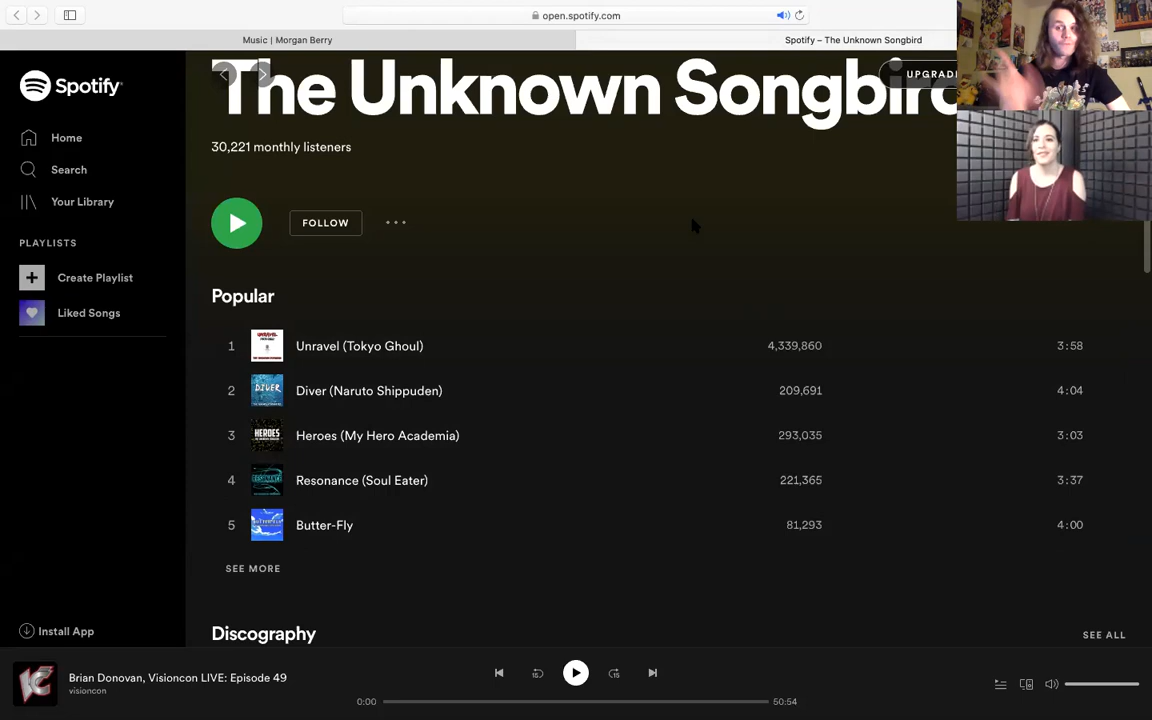 open.spotify.com
Music | Morgan Berry
Spotify – The Unknown Songbird
Spotify
Home
Search
Your Library
PLAYLISTS
Create Playlist
Liked Songs
Install App
The Unknown Songbird
UPGRAD
30,221 monthly listeners
FOLLOW
Popular
1 Unravel (Tokyo Ghoul) 4,339,860 3:58
2 Diver (Naruto Shippuden) 209,691 4:04
3 Heroes (My Hero Academia) 293,035 3:03
4 Resonance (Soul Eater) 221,365 3:37
5 Butter-Fly 81,293 4:00
SEE MORE
Discography SEE ALL
Brian Donovan, Visioncon LIVE: Episode 49
visioncon
15 15
0:00 50:54